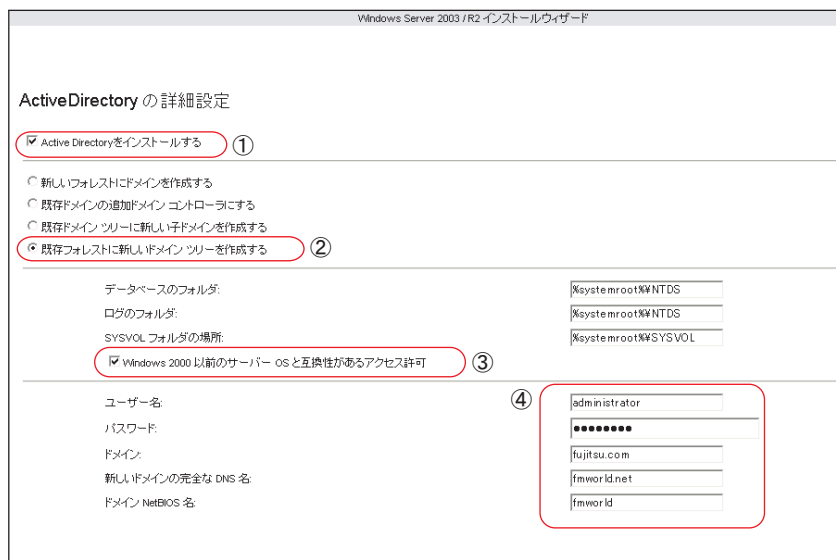 Windows Server 2003 / R2 インストールウィザード
ActiveDirectory の詳細設定
Active Directoryをインストールする ①
新しいフォレストにドメインを作成する
既存ドメインの追加ドメイン コントローラにする
既存ドメイン ツリーに新しい子ドメインを作成する
既存フォレストに新しいドメイン ツリーを作成する ②
データベースのフォルダ: %systemroot%¥NTDS
ログのフォルダ: %systemroot%¥NTDS
SYSVOL フォルダの場所: %systemroot%¥SYSVOL
Windows 2000 以前のサーバー OS と互換性があるアクセス許可 ③
ユーザー名: ④ administrator
パスワード: ●●●●●●●●
ドメイン: fujitsu.com
新しいドメインの完全な DNS 名: fmworld.net
ドメイン NetBIOS 名: fmworld